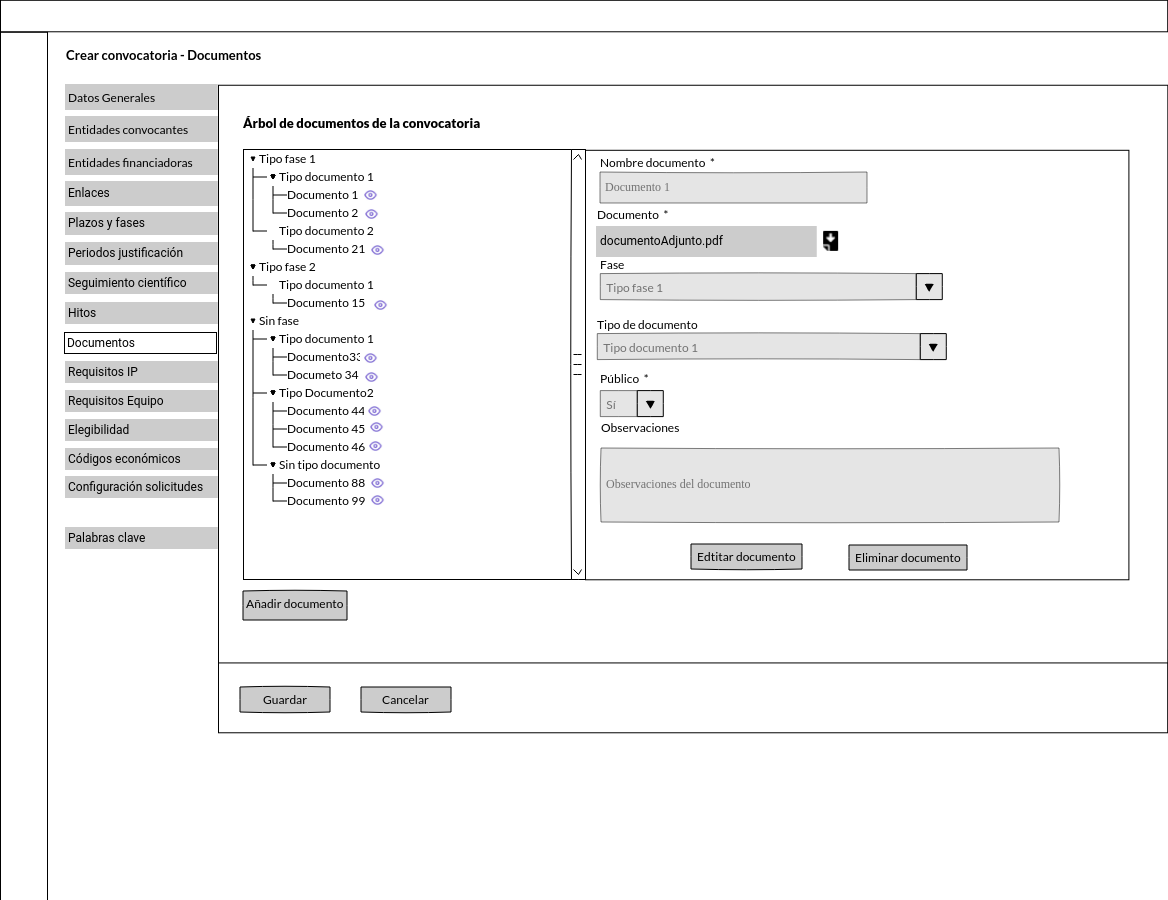 Crear convocatoria - Documentos
Datos Generales
Entidades convocantes
Entidades financiadoras
Enlaces
Plazos y fases
Periodos justificación
Seguimiento científico
Hitos
Documentos
Requisitos IP
Requisitos Equipo
Elegibilidad
Códigos económicos
Configuración solicitudes
Palabras clave
Árbol de documentos de la convocatoria
Tipo fase 1
Tipo documento 1
Documento 1
Documento 2
Tipo documento 2
Documento 21
Tipo fase 2
Tipo documento 1
Documento 15
Sin fase
Tipo documento 1
Documento33
Documeto 34
Tipo Documento2
Documento 44
Documento 45
Documento 46
Sin tipo documento
Documento 88
Documento 99
Nombre documento *
Documento 1
Documento *
documentoAdjunto.pdf
Fase
Tipo fase 1
Tipo de documento
Tipo documento 1
Público *
Sí
Observaciones
Observaciones del documento
Edtitar documento
Eliminar documento
Añadir documento
Guardar
Cancelar